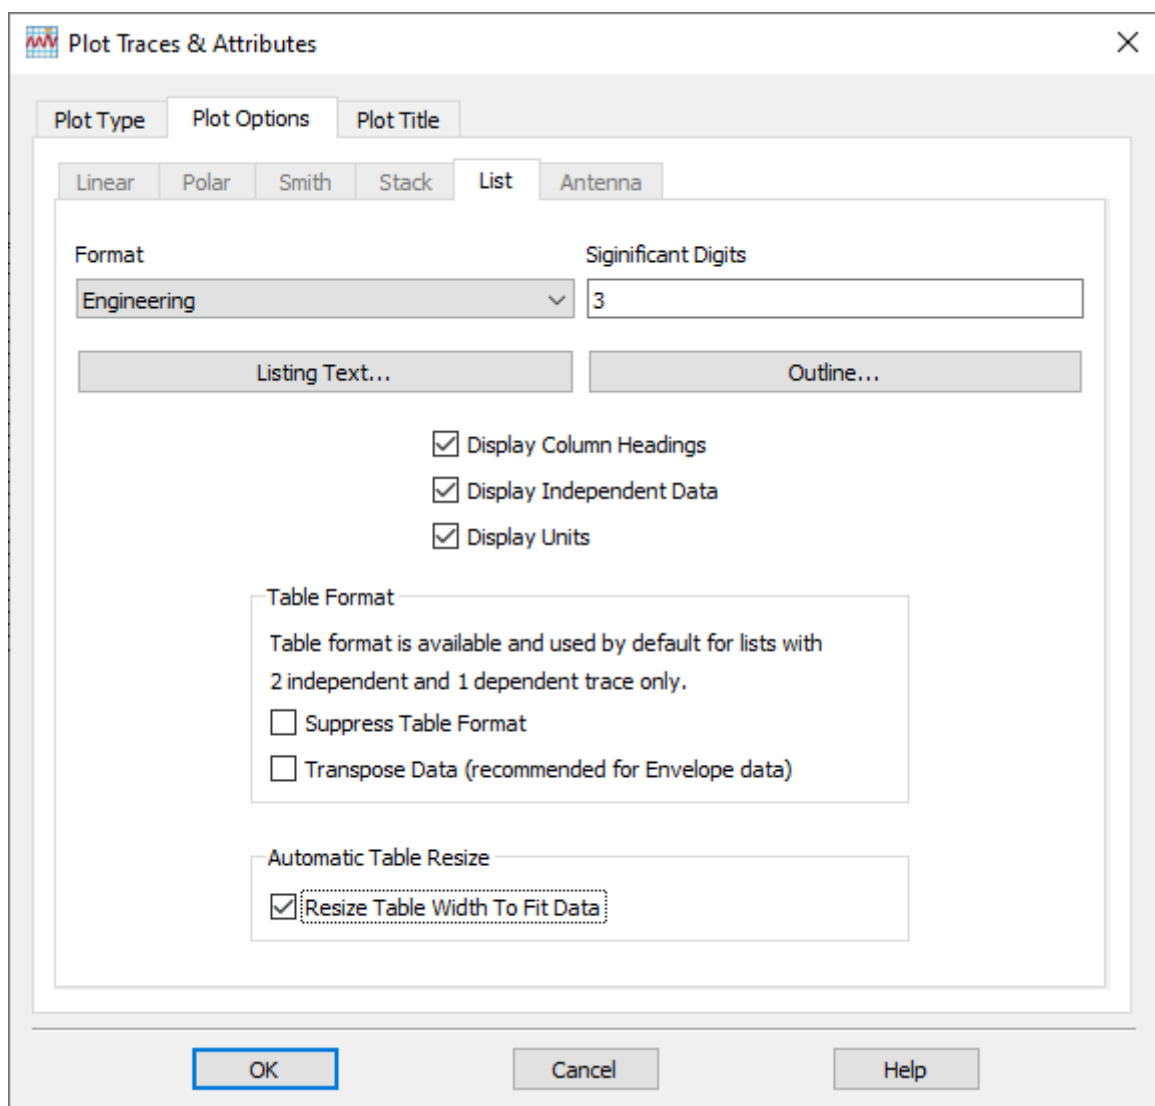 Plot Traces & Attributes
Plot Type Plot Options Plot Title
Linear Polar Smith Stack List Antenna
Format Siginificant Digits
Engineering 3
Listing Text... Outline...
Display Column Headings
Display Independent Data
Display Units
Table Format
Table format is available and used by default for lists with
2 independent and 1 dependent trace only.
Suppress Table Format
Transpose Data (recommended for Envelope data)
Automatic Table Resize
Resize Table Width To Fit Data
OK Cancel Help